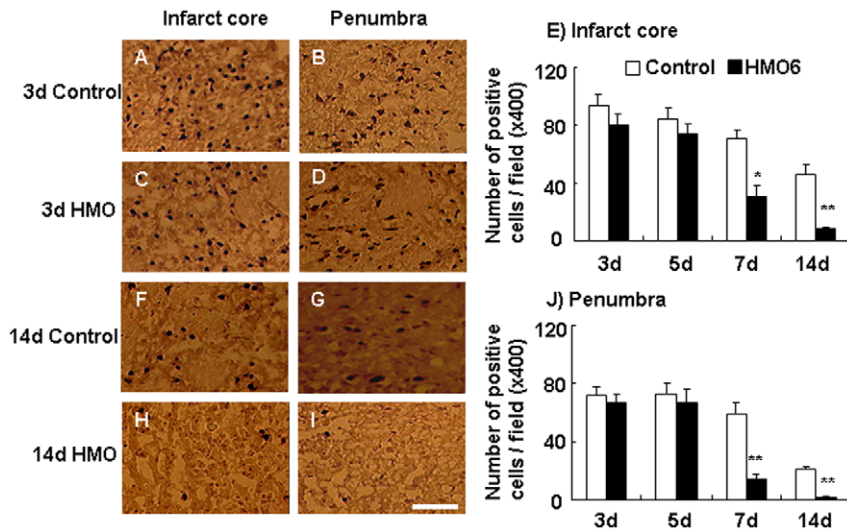 Infarct core
Penumbra
3d Control
A
B
3d HMO
C
D
14d Control
F
G
14d HMO
H
I
E) Infarct core
Number of positive
cells / field (x400)
120
80
40
0
Control
HMO6
*
**
3d 5d 7d 14d
J) Penumbra
Number of positive
cells / field (x400)
120
80
40
0
**
**
3d 5d 7d 14d